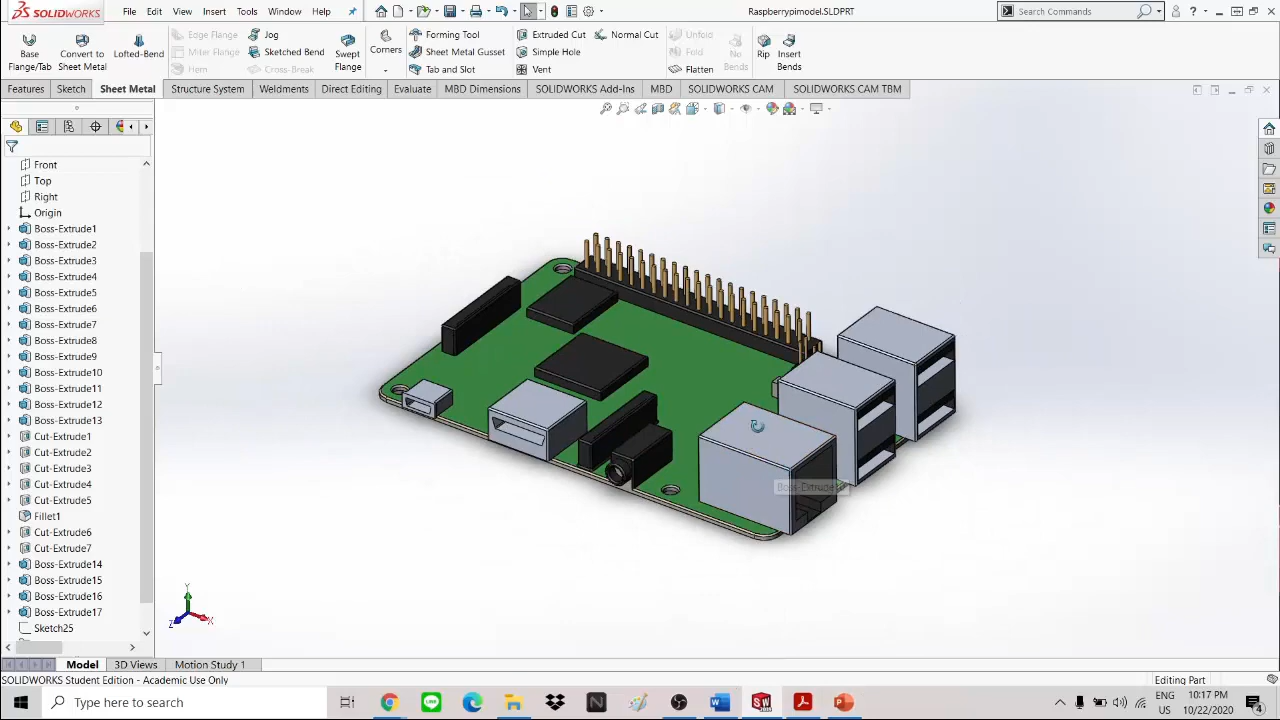 SOLIDWORKS File Edit View Insert Tools Window Raspberrypimodel.SLDPRT Search Commands
Base Flange/Tab
Convert to Sheet Metal
Lofted-Bend
Edge Flange
Miter Flange
Hem
Jog
Sketched Bend
Cross-Break
Swept Flange
Corners
Forming Tool
Sheet Metal Gusset
Tab and Slot
Extruded Cut
Simple Hole
Vent
Normal Cut
Unfold
Fold
Flatten
No Bends
Rip
Insert Bends
Features Sketch Sheet Metal Structure System Weldments Direct Editing Evaluate MBD Dimensions SOLIDWORKS Add-Ins MBD SOLIDWORKS CAM SOLIDWORKS CAM TBM
Front
Top
Right
Origin
Boss-Extrude1
Boss-Extrude2
Boss-Extrude3
Boss-Extrude4
Boss-Extrude5
Boss-Extrude6
Boss-Extrude7
Boss-Extrude8
Boss-Extrude9
Boss-Extrude10
Boss-Extrude11
Boss-Extrude12
Boss-Extrude13
Cut-Extrude1
Cut-Extrude2
Cut-Extrude3
Cut-Extrude4
Cut-Extrude5
Fillet1
Cut-Extrude6
Cut-Extrude7
Boss-Extrude14
Boss-Extrude15
Boss-Extrude16
Boss-Extrude17
Sketch25
Y
Z X
Model 3D Views Motion Study 1
SOLIDWORKS Student Edition - Academic Use Only Editing Part
Type here to search
ENG 10:17 PM
US 10/22/2020